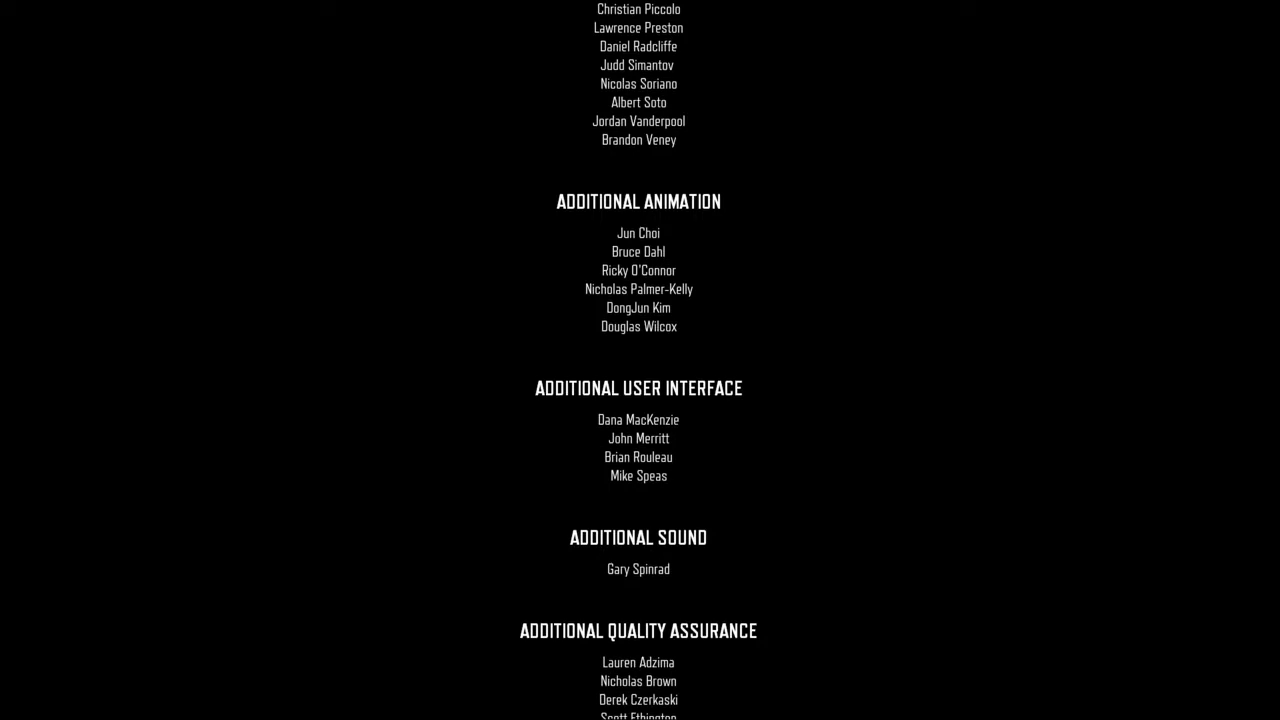 Christian Piccolo
Lawrence Preston
Daniel Radcliffe
Judd Simantov
Nicolas Soriano
Albert Soto
Jordan Vanderpool
Brandon Veney
ADDITIONAL ANIMATION
Jun Choi
Bruce Dahl
Ricky O'Connor
Nicholas Palmer-Kelly
DongJun Kim
Douglas Wilcox
ADDITIONAL USER INTERFACE
Dana MacKenzie
John Merritt
Brian Rouleau
Mike Speas
ADDITIONAL SOUND
Gary Spinrad
ADDITIONAL QUALITY ASSURANCE
Lauren Adzima
Nicholas Brown
Derek Czerkaski
Scott Ethington